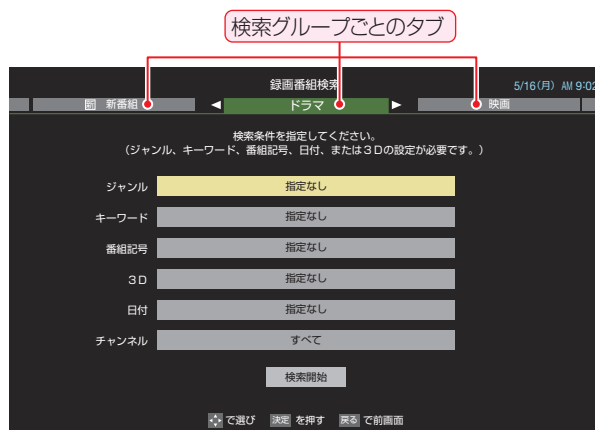 検索グループごとのタブ
録画番組検索
5/16(月) AM 9:02
新番組
ドラマ
映画
検索条件を指定してください。
(ジャンル、キーワード、番組記号、日付、または3Dの設定が必要です。)
ジャンル 指定なし
キーワード 指定なし
番組記号 指定なし
3D 指定なし
日付 指定なし
チャンネル すべて
検索開始
で選び 決定 を押す 戻る で前画面